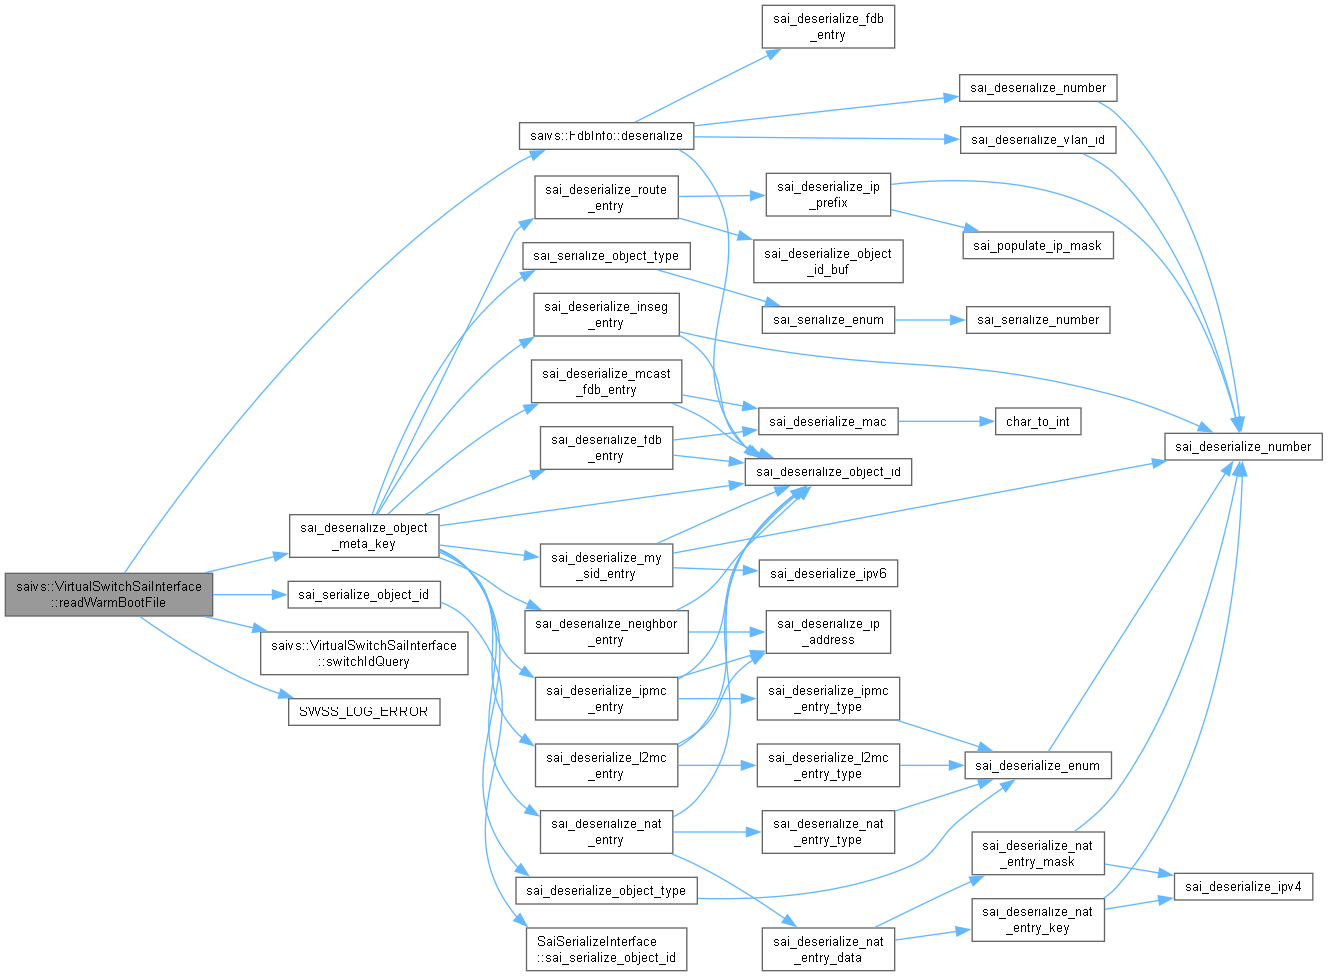 saivs::VirtualSwitchSaiInterface
::readWarmBootFile
sai_deserialize_object
_meta_key
sai_serialize_object_id
saivs::VirtualSwitchSaiInterface
::switchIdQuery
SWSS_LOG_ERROR
saivs::FdbInfo::deserialize
sai_deserialize_route
_entry
sai_serialize_object_type
sai_deserialize_inseg
_entry
sai_deserialize_mcast
_fdb_entry
sai_deserialize_fdb
_entry
sai_deserialize_my
_sid_entry
sai_deserialize_neighbor
_entry
sai_deserialize_ipmc
_entry
sai_deserialize_l2mc
_entry
sai_deserialize_nat
_entry
sai_deserialize_object_type
SaiSerializeInterface
::sai_serialize_object_id
sai_deserialize_fdb
_entry
sai_deserialize_ip
_prefix
sai_deserialize_object
_id_buf
sai_serialize_enum
sai_deserialize_mac
sai_deserialize_object_id
sai_deserialize_ipv6
sai_deserialize_ip
_address
sai_deserialize_ipmc
_entry_type
sai_deserialize_l2mc
_entry_type
sai_deserialize_nat
_entry_type
sai_deserialize_nat
_entry_data
sai_deserialize_number
sai_deserialize_vlan_id
sai_populate_ip_mask
sai_serialize_number
char_to_int
sai_deserialize_enum
sai_deserialize_nat
_entry_mask
sai_deserialize_nat
_entry_key
sai_deserialize_number
sai_deserialize_ipv4